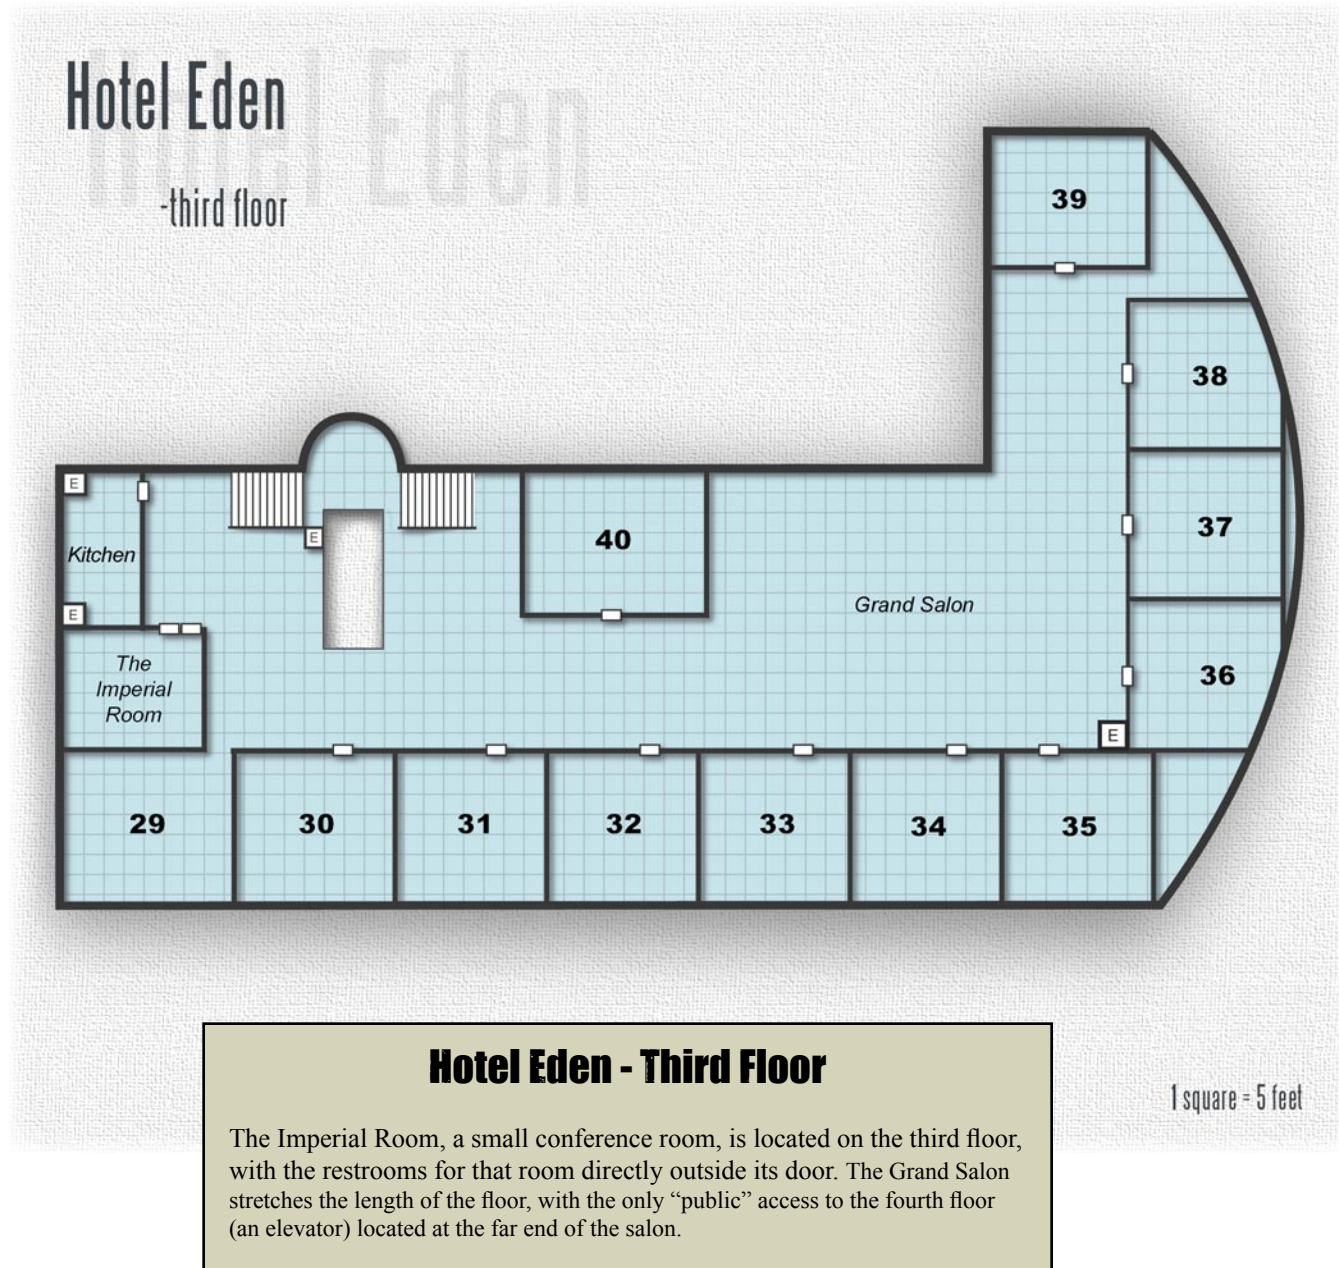 Hotel Eden
-third floor
39
38
E
40
37
E
Kitchen
Grand Salon
E
The
Imperial
Room
36
E
29
30
31
32
33
34
35
Hotel Eden - Third Floor
1 square = 5 feet
The Imperial Room, a small conference room, is located on the third floor,
with the restrooms for that room directly outside its door. The Grand Salon
stretches the length of the floor, with the only “public” access to the fourth floor
(an elevator) located at the far end of the salon.